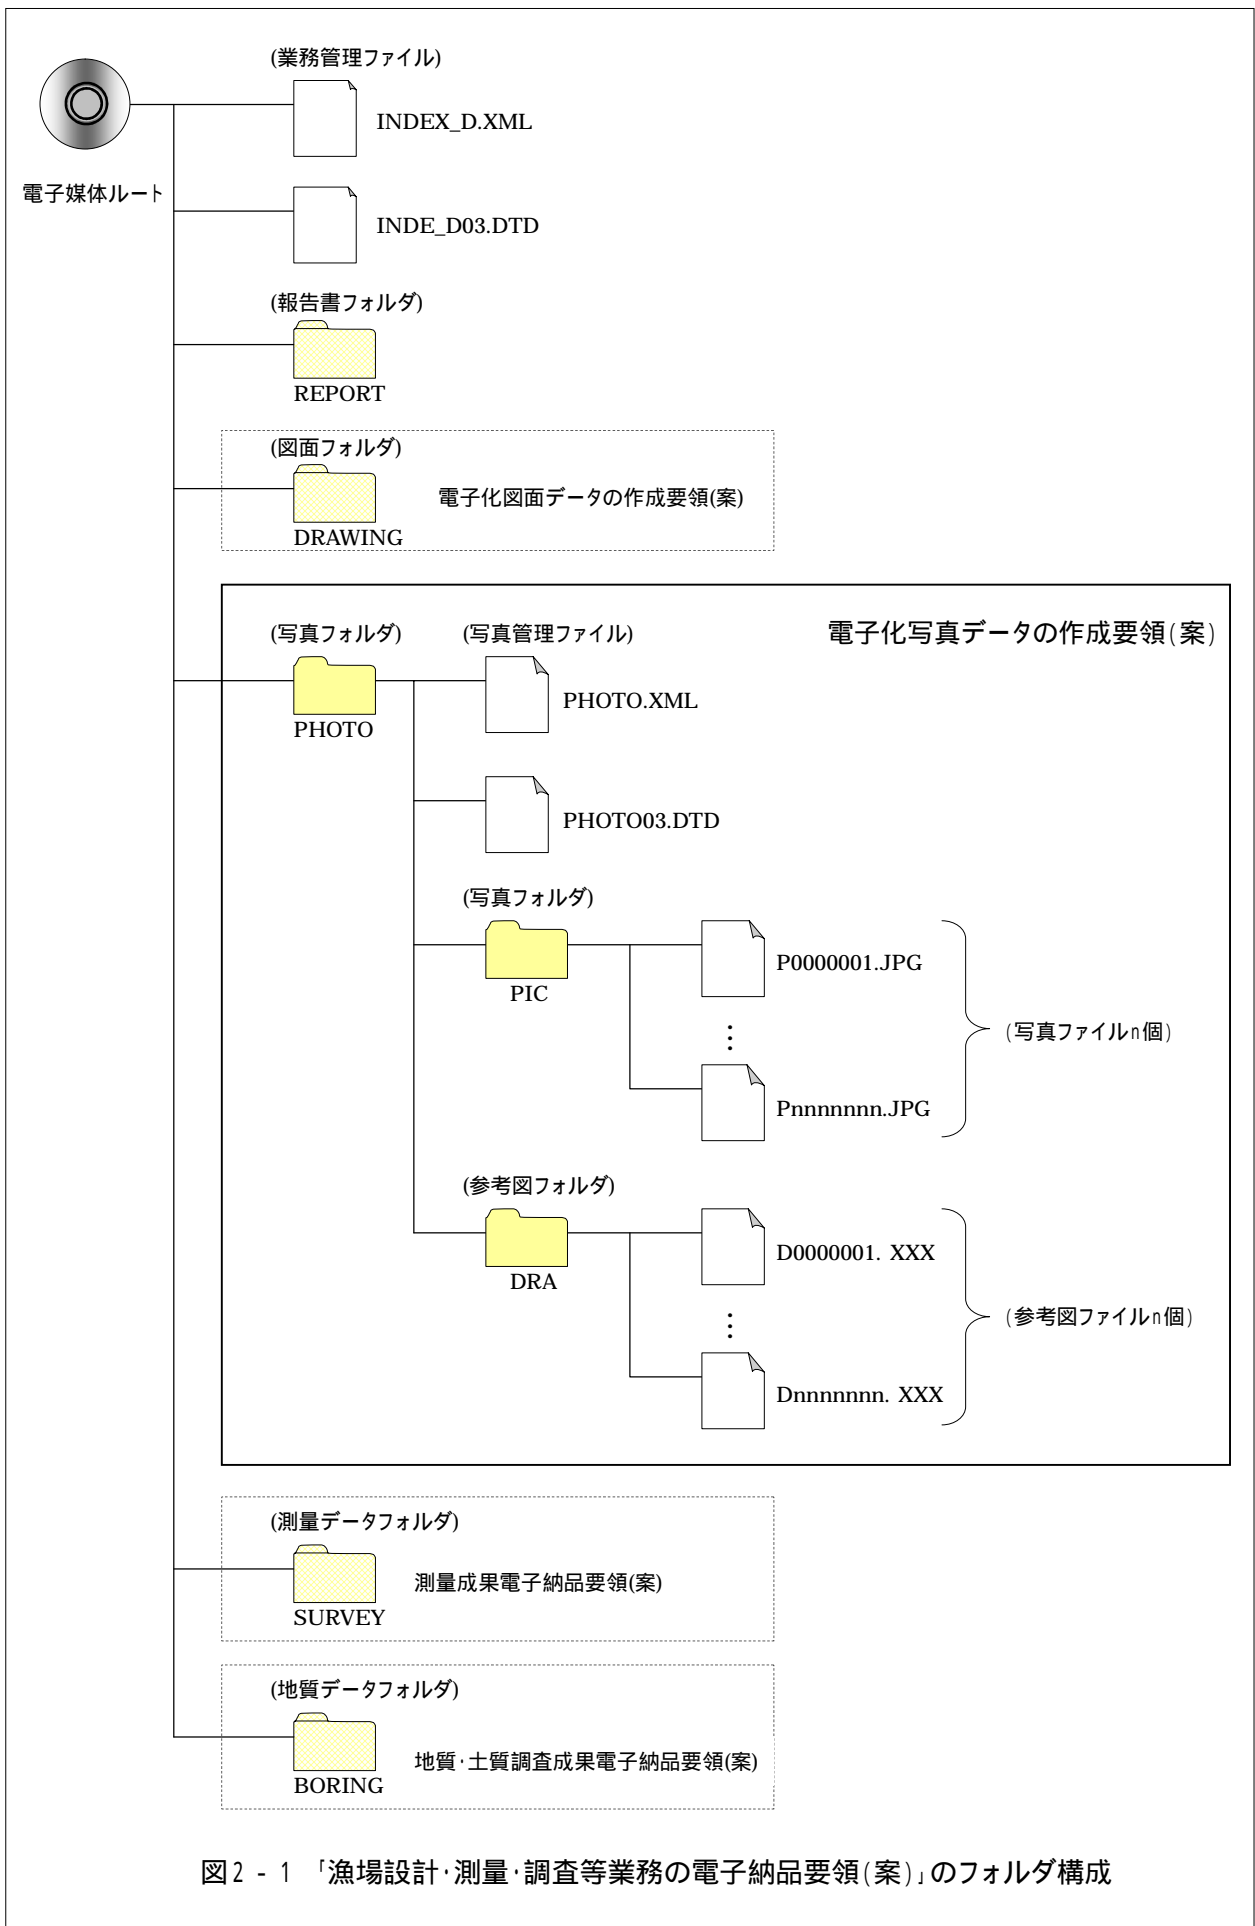 (業務管理ファイル)
INDEX_D.XML
電子媒体ルート
INDE_D03.DTD
(報告書フォルダ)
REPORT
(図面フォルダ)
電子化図面データの作成要領(案)
DRAWING
電子化写真データの作成要領(案)
(写真フォルダ)
PHOTO
(写真管理ファイル)
PHOTO.XML
PHOTO03.DTD
(写真フォルダ)
PIC
P0000001.JPG
⋮
Pnnnnnnn.JPG
(写真ファイルn個)
(参考図フォルダ)
DRA
D0000001. XXX
⋮
Dnnnnnnn. XXX
(参考図ファイルn個)
(測量データフォルダ)
測量成果電子納品要領(案)
SURVEY
(地質データフォルダ)
地質・土質調査成果電子納品要領(案)
BORING
図2-1 「漁場設計・測量・調査等業務の電子納品要領(案)」のフォルダ構成